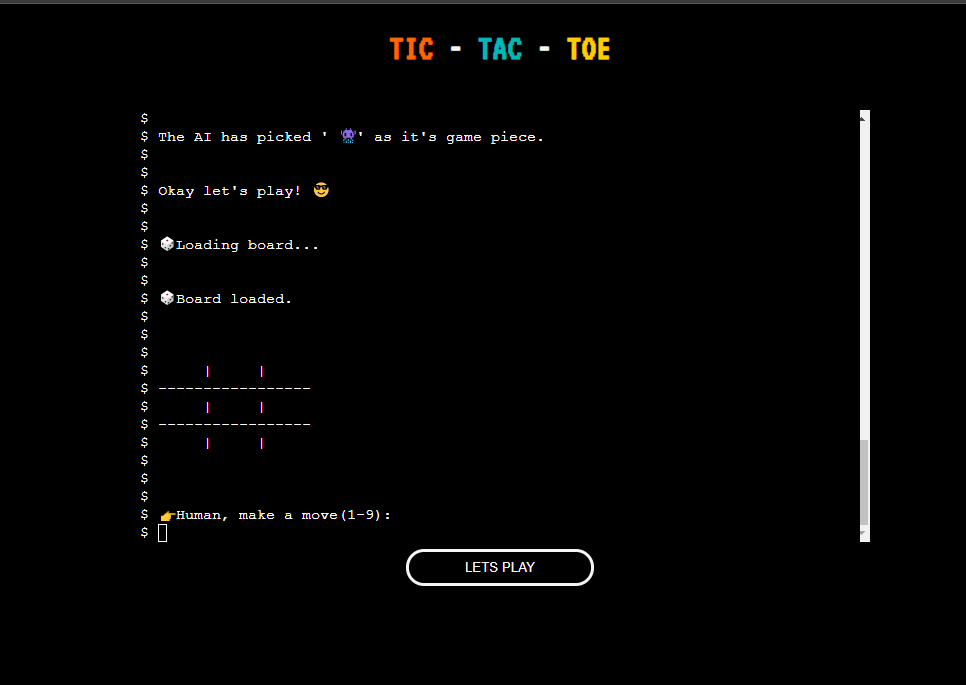 TIC - TAC - TOE
$
$ The AI has picked ' 👾' as it's game piece.
$
$
$ Okay let's play! 😎
$
$
$ 🎲Loading board...
$
$
$ 🎲Board loaded.
$
$
$
$      |     |
$ -----------------
$      |     |
$ -----------------
$      |     |
$
$
$
$ 👉Human, make a move(1-9):
$
LETS PLAY